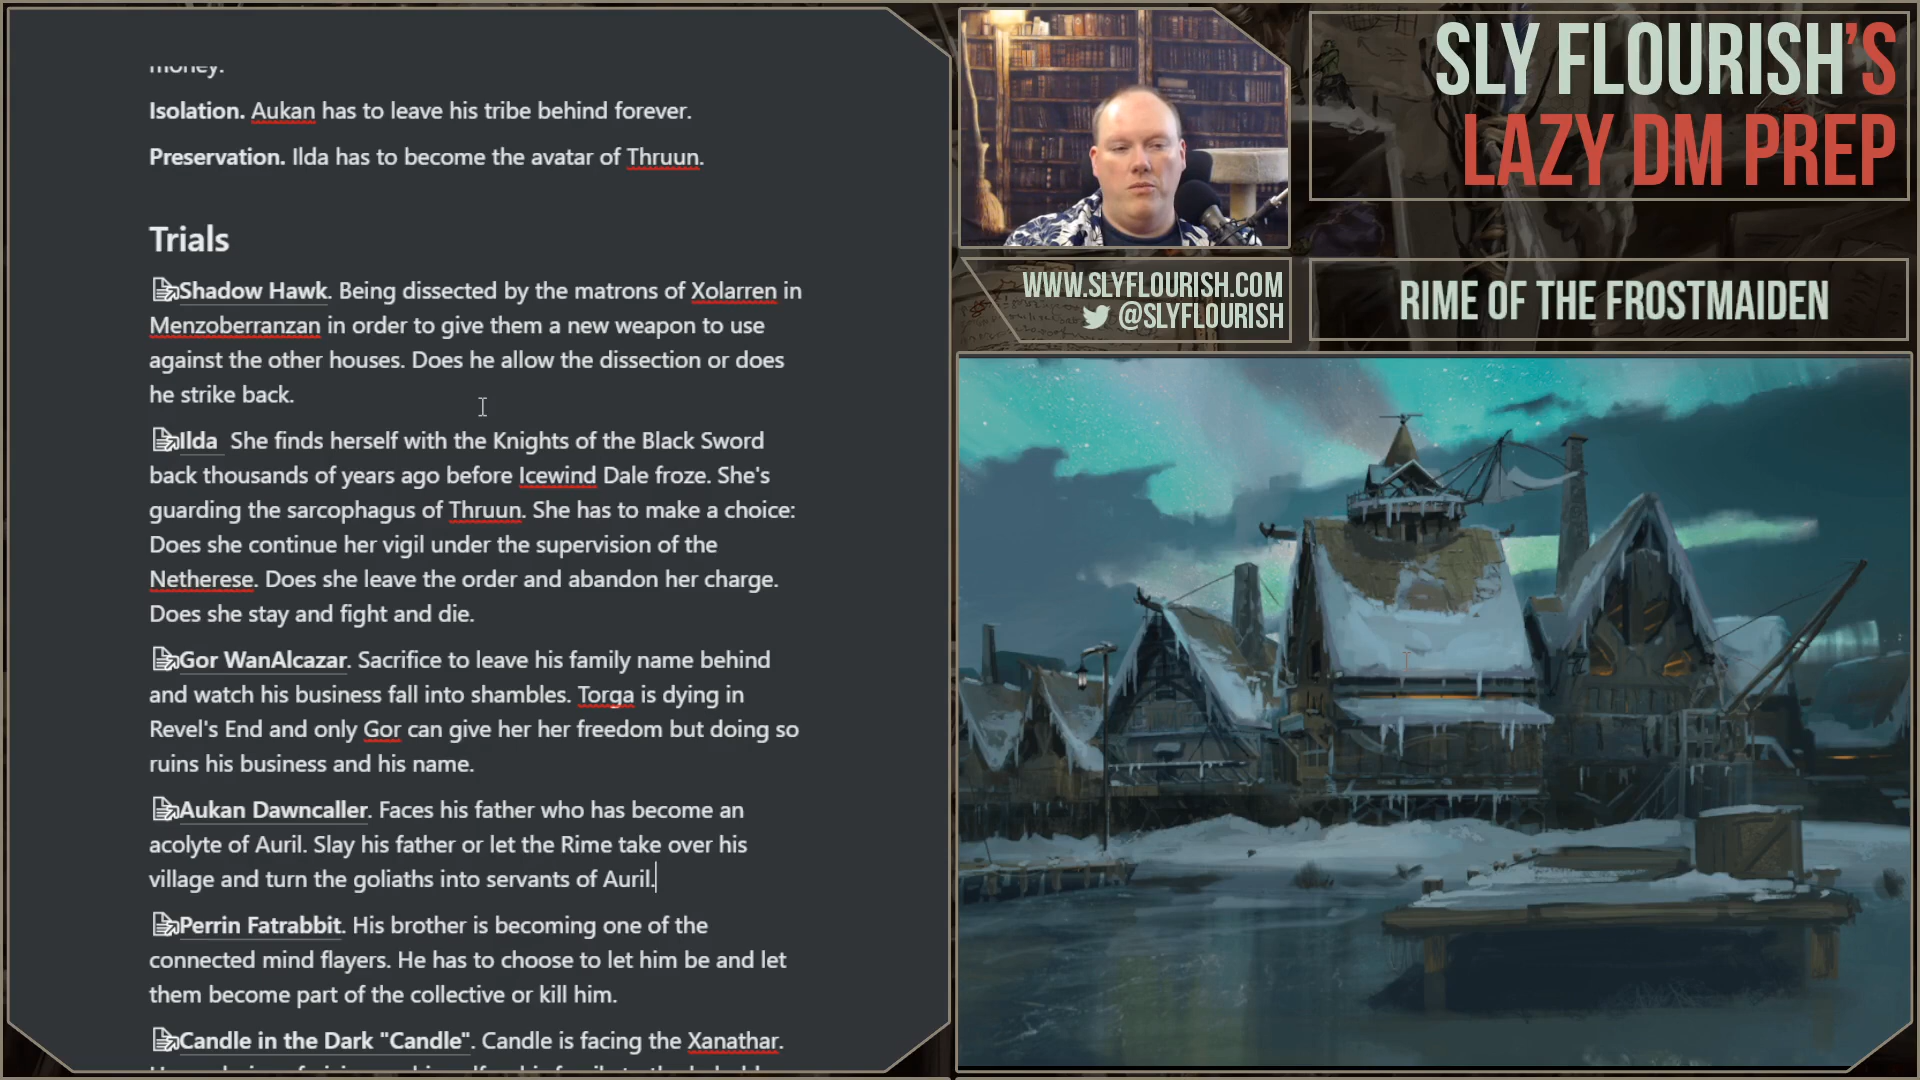 money.
Isolation. Aukan has to leave his tribe behind forever.
Preservation. Ilda has to become the avatar of Thruun.
Trials
Shadow Hawk. Being dissected by the matrons of Xolarren in
Menzoberranzan in order to give them a new weapon to use
against the other houses. Does he allow the dissection or does
he strike back.
Ilda She finds herself with the Knights of the Black Sword
back thousands of years ago before Icewind Dale froze. She's
guarding the sarcophagus of Thruun. She has to make a choice:
Does she continue her vigil under the supervision of the
Netherese. Does she leave the order and abandon her charge.
Does she stay and fight and die.
Gor WanAlcazar. Sacrifice to leave his family name behind
and watch his business fall into shambles. Torga is dying in
Revel's End and only Gor can give her her freedom but doing so
ruins his business and his name.
Aukan Dawncaller. Faces his father who has become an
acolyte of Auril. Slay his father or let the Rime take over his
village and turn the goliaths into servants of Auril.
Perrin Fatrabbit. His brother is becoming one of the
connected mind flayers. He has to choose to let him be and let
them become part of the collective or kill him.
Candle in the Dark "Candle". Candle is facing the Xanathar.
SLY FLOURISH'S
LAZY DM PREP
WWW.SLYFLOURISH.COM
@SLYFLOURISH
RIME OF THE FROSTMAIDEN